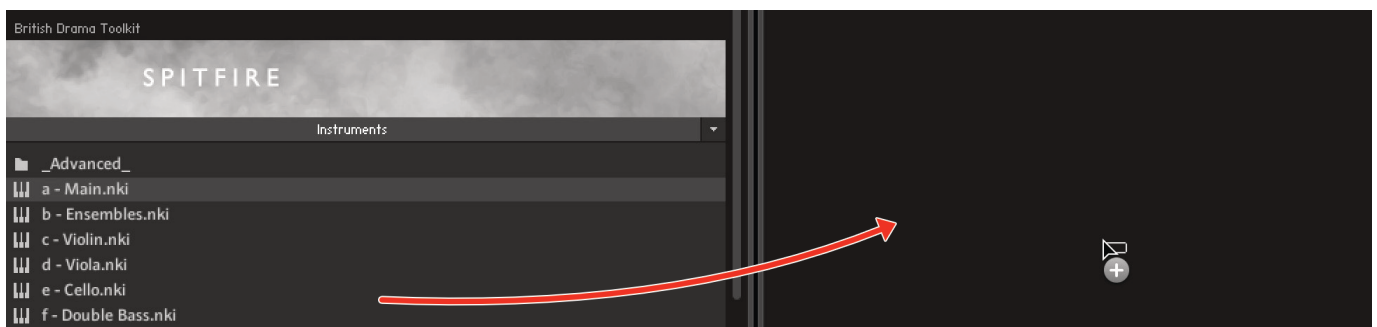 British Drama Toolkit
SPITFIRE
Instruments
_Advanced_
a - Main.nki
b - Ensembles.nki
c - Violin.nki
d - Viola.nki
e - Cello.nki
f - Double Bass.nki